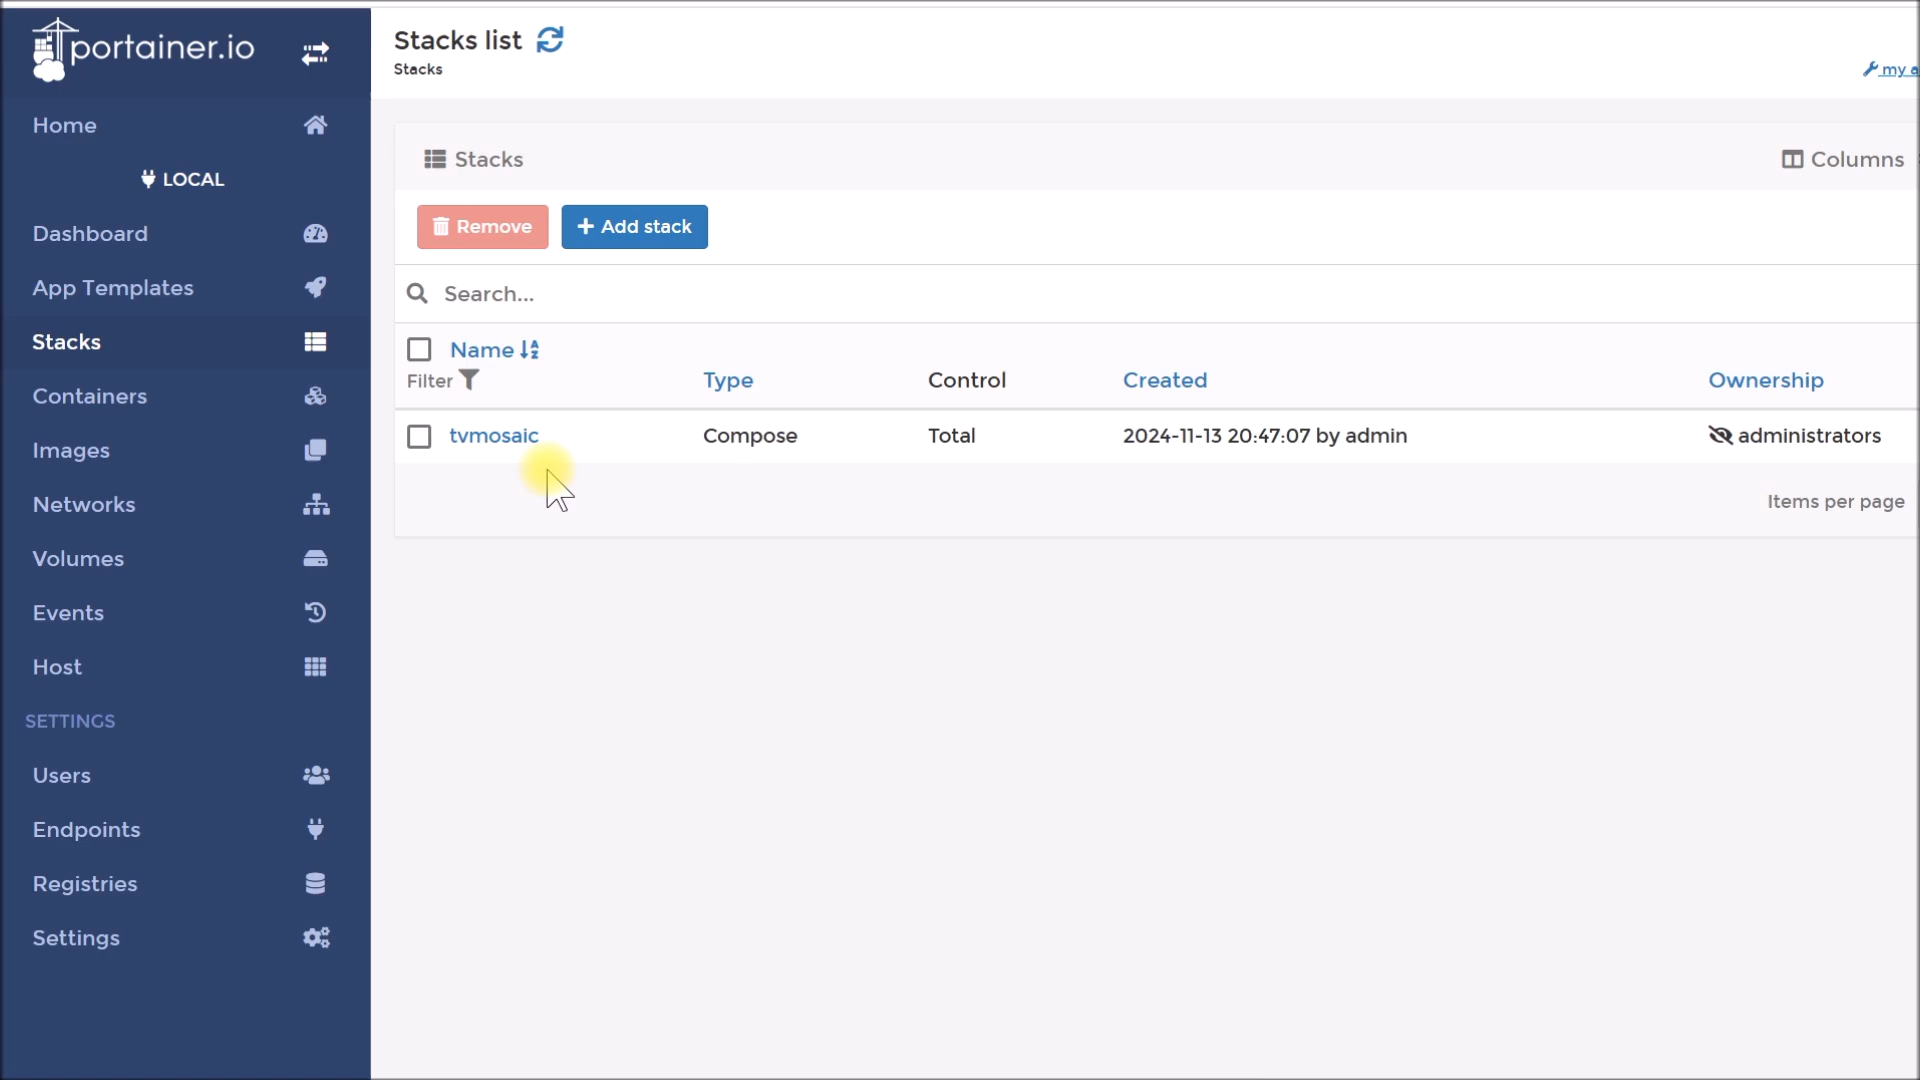 portainer.io
Home
LOCAL
Dashboard
App Templates
Stacks
Containers
Images
Networks
Volumes
Events
Host
SETTINGS
Users
Endpoints
Registries
Settings
Stacks list
Stacks
my a
Stacks
Columns
Remove
Add stack
Search...
Name
Filter
Type
Control
Created
Ownership
tvmosaic
Compose
Total
2024-11-13 20:47:07 by admin
administrators
Items per page